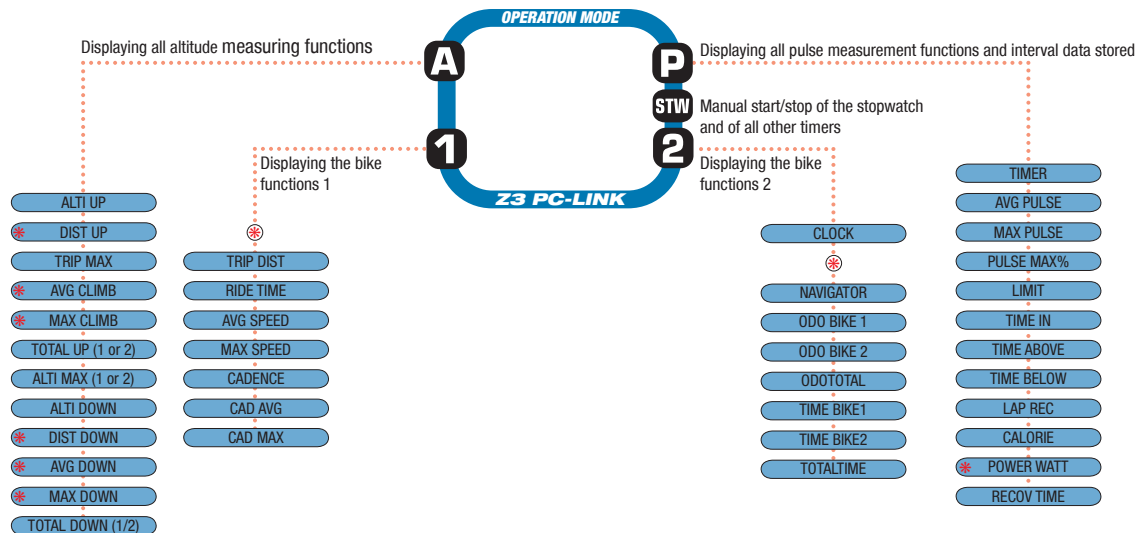 OPERATION MODE
Displaying all altitude measuring functions
A
P
Displaying all pulse measurement functions and interval data stored
STW
Manual start/stop of the stopwatch
and of all other timers
1
Displaying the bike
functions 1
2
Displaying the bike
functions 2
Z3 PC-LINK
ALTI UP
DIST UP
TRIP MAX
AVG CLIMB
MAX CLIMB
TOTAL UP (1 or 2)
ALTI MAX (1 or 2)
ALTI DOWN
DIST DOWN
AVG DOWN
MAX DOWN
TOTAL DOWN (1/2)
TRIP DIST
RIDE TIME
AVG SPEED
MAX SPEED
CADENCE
CAD AVG
CAD MAX
CLOCK
NAVIGATOR
ODO BIKE 1
ODO BIKE 2
ODOTOTAL
TIME BIKE1
TIME BIKE2
TOTALTIME
TIMER
AVG PULSE
MAX PULSE
PULSE MAX%
LIMIT
TIME IN
TIME ABOVE
TIME BELOW
LAP REC
CALORIE
POWER WATT
RECOV TIME